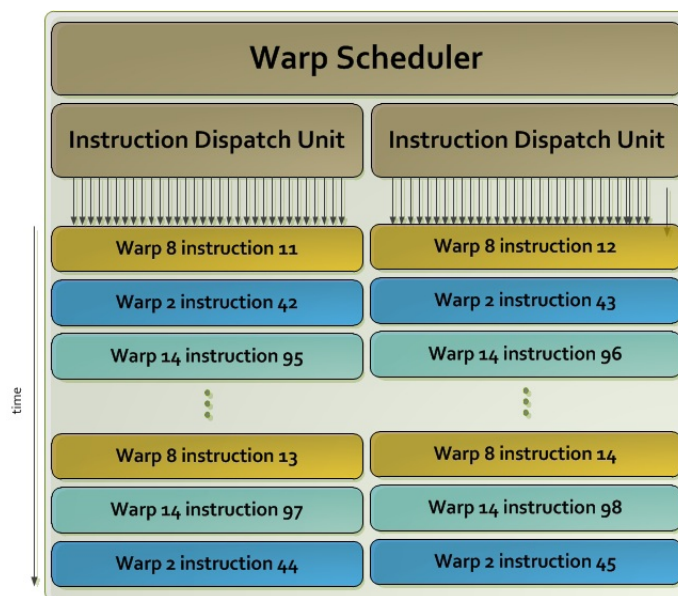 Warp Scheduler
Instruction Dispatch Unit Instruction Dispatch Unit
Warp 8 instruction 11 Warp 8 instruction 12
Warp 2 instruction 42 Warp 2 instruction 43
Warp 14 instruction 95 Warp 14 instruction 96
time
Warp 8 instruction 13 Warp 8 instruction 14
Warp 14 instruction 97 Warp 14 instruction 98
Warp 2 instruction 44 Warp 2 instruction 45